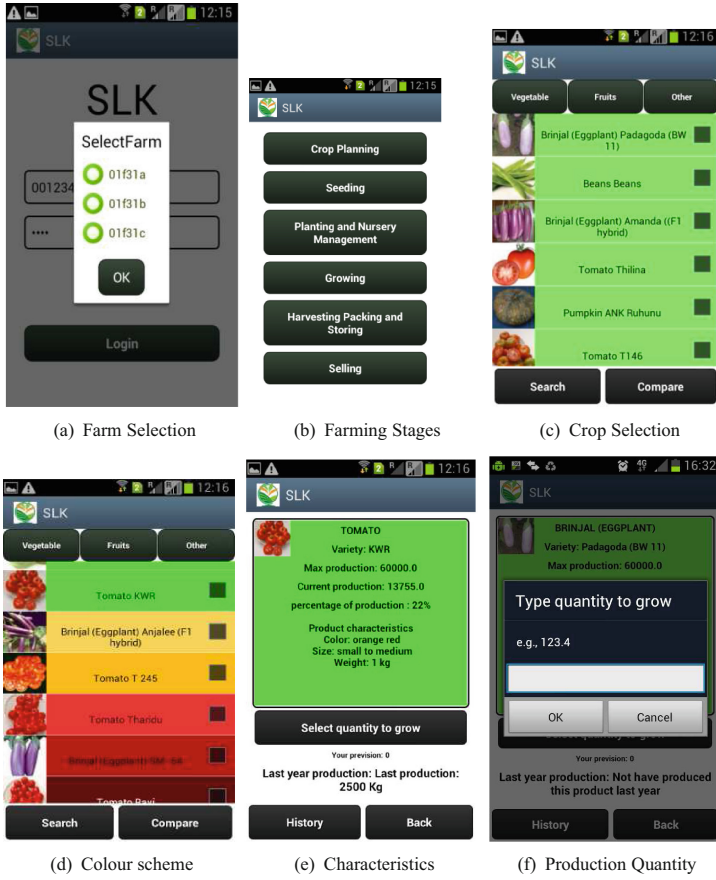 12:15
SLK
SLK
SelectFarm
001234
01f31a
01f31b
....
01f31c
OK
Login
(a) Farm Selection
12:15
SLK
Crop Planning
Seeding
Planting and Nursery
Management
Growing
Harvesting Packing and
Storing
Selling
(b) Farming Stages
12:16
SLK
Vegetable Fruits Other
Brinjal (Eggplant) Padagoda (BW
11)
Beans Beans
Brinjal (Eggplant) Amanda ((F1
hybrid)
Tomato Thilina
Pumpkin ANK Ruhunu
Tomato T146
Search Compare
(c) Crop Selection
12:16
SLK
Vegetable Fruits Other
Tomato KWR
Brinjal (Eggplant) Anjalee (F1
hybrid)
Tomato T 245
Tomato Tharidu
Brinjal (Eggplant) SM 64
Tomato Ravi
Search Compare
(d) Colour scheme
12:16
SLK
TOMATO
Variety: KWR
Max production: 60000.0
Current production: 13755.0
percentage of production : 22%
Product characteristics
Color: orange red
Size: small to medium
Weight: 1 kg
Select quantity to grow
Your prevision: 0
Last year production: Last production:
2500 Kg
History Back
(e) Characteristics
4G 16:32
SLK
BRINJAL (EGGPLANT)
Variety: Padagoda (BW 11)
Max production: 60000.0
Type quantity to grow
e.g., 123.4
OK Cancel
Your prevision: 0
Last year production: Not have produced
this product last year
History Back
(f) Production Quantity